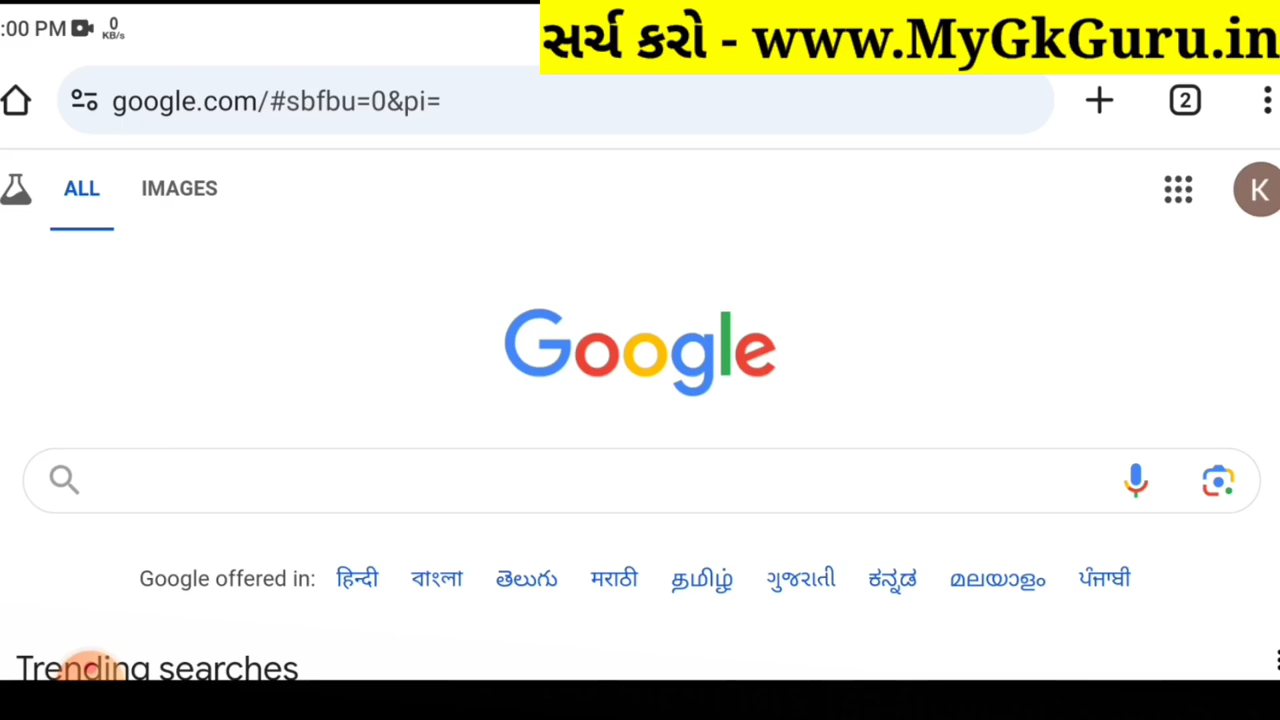 :00 PM 0 KB/s
સર્ચ કરો - www.MyGkGuru.in
google.com/#sbfbu=0&pi=
2
ALL IMAGES
K
Google
Google offered in: हिन्दी বাংলা తెలుగు मराठी தமிழ் ગુજરાતી ಕನ್ನಡ മലയാളം ਪੰਜਾਬੀ
Trending searches